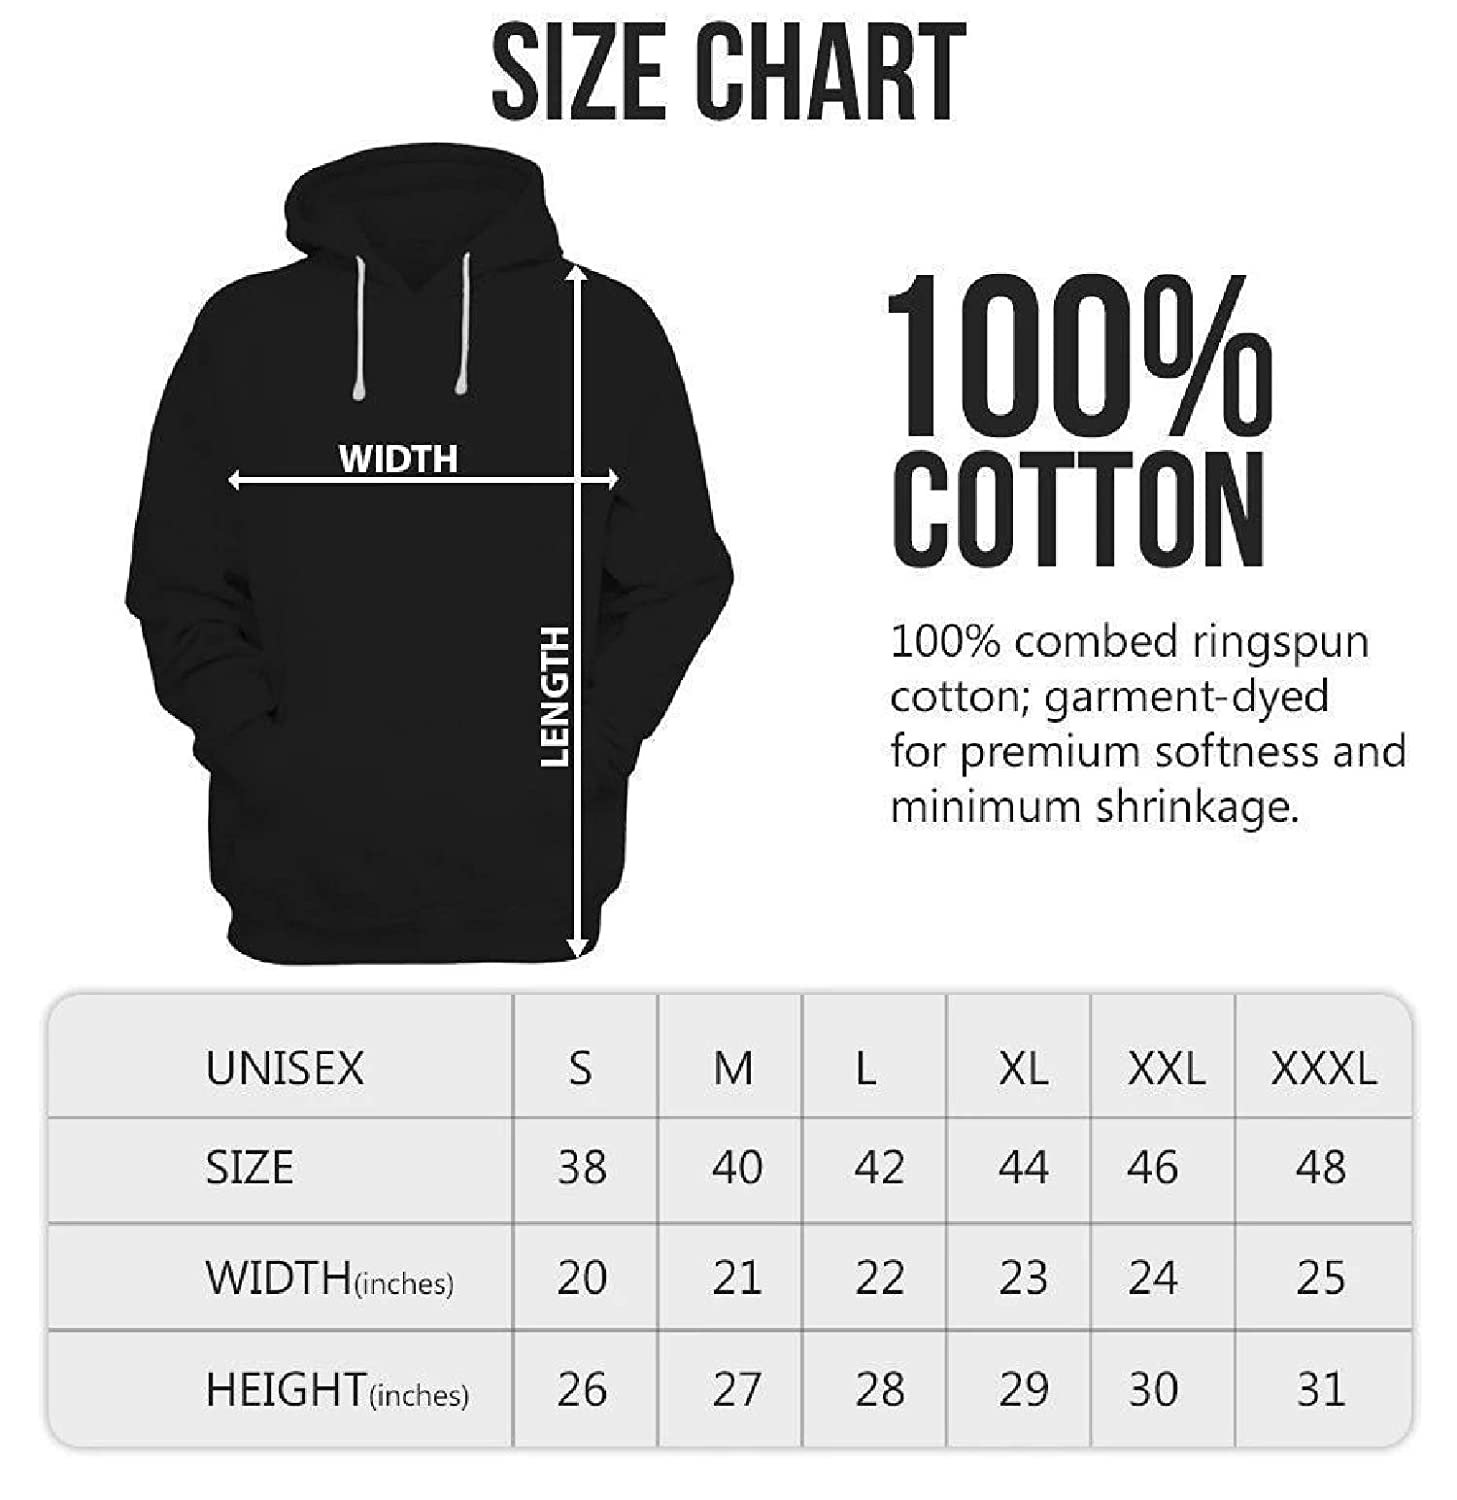 SIZE CHART
WIDTH
LENGTH
100%
COTTON
100% combed ringspun
cotton; garment-dyed
for premium softness and
minimum shrinkage.
UNISEX S M L XL XXL XXXL
SIZE 38 40 42 44 46 48
WIDTH(inches) 20 21 22 23 24 25
HEIGHT(inches) 26 27 28 29 30 31